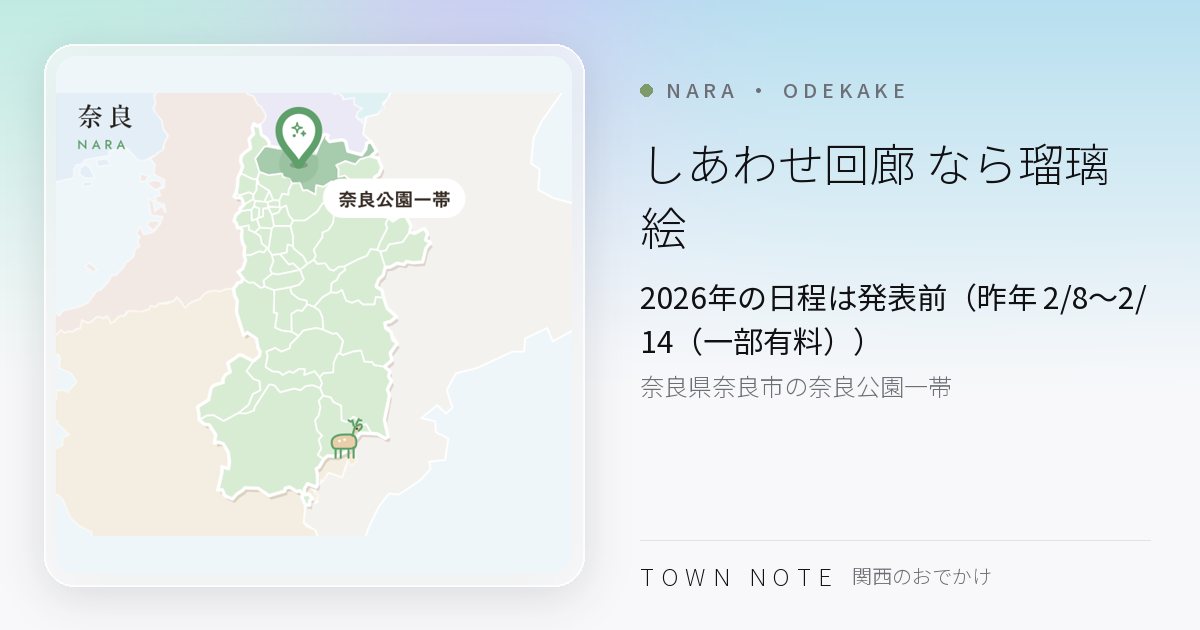 奈良
NARA
奈良公園一帯
NARA • ODEKAKE
しあわせ回廊 なら瑠璃
絵
2026年の日程は発表前（昨年 2/8〜2/
14（一部有料））
奈良県奈良市の奈良公園一帯
TOWN NOTE 関西のおでかけ